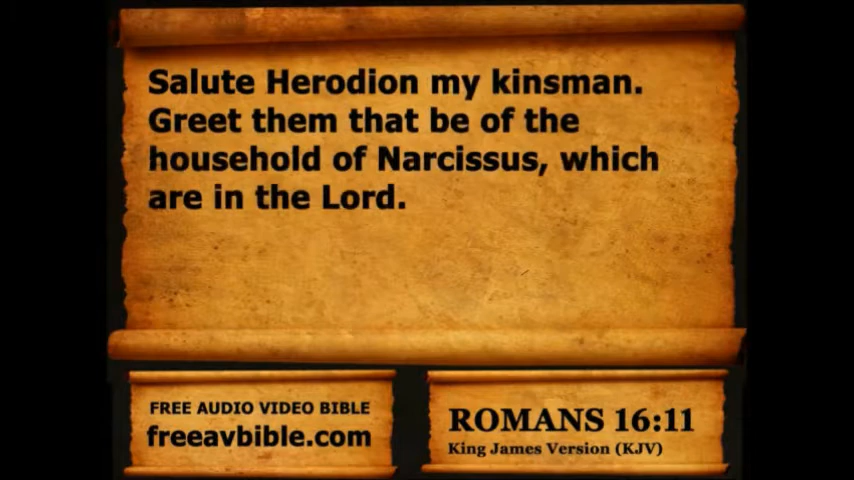 Salute Herodion my kinsman.
Greet them that be of the
household of Narcissus, which
are in the Lord.
FREE AUDIO VIDEO BIBLE
freeavbible.com
ROMANS 16:11
King James Version (KJV)